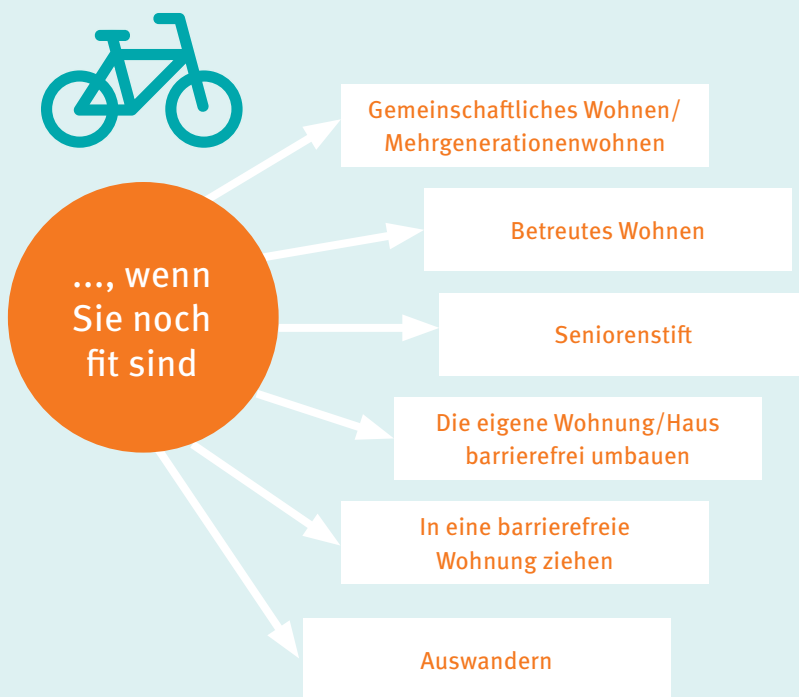 Gemeinschaftliches Wohnen/
Mehrgenerationenwohnen
Betreutes Wohnen
..., wenn
Sie noch
fit sind
Seniorenstift
Die eigene Wohnung/Haus
barrierefrei umbauen
In eine barrierefreie
Wohnung ziehen
Auswandern